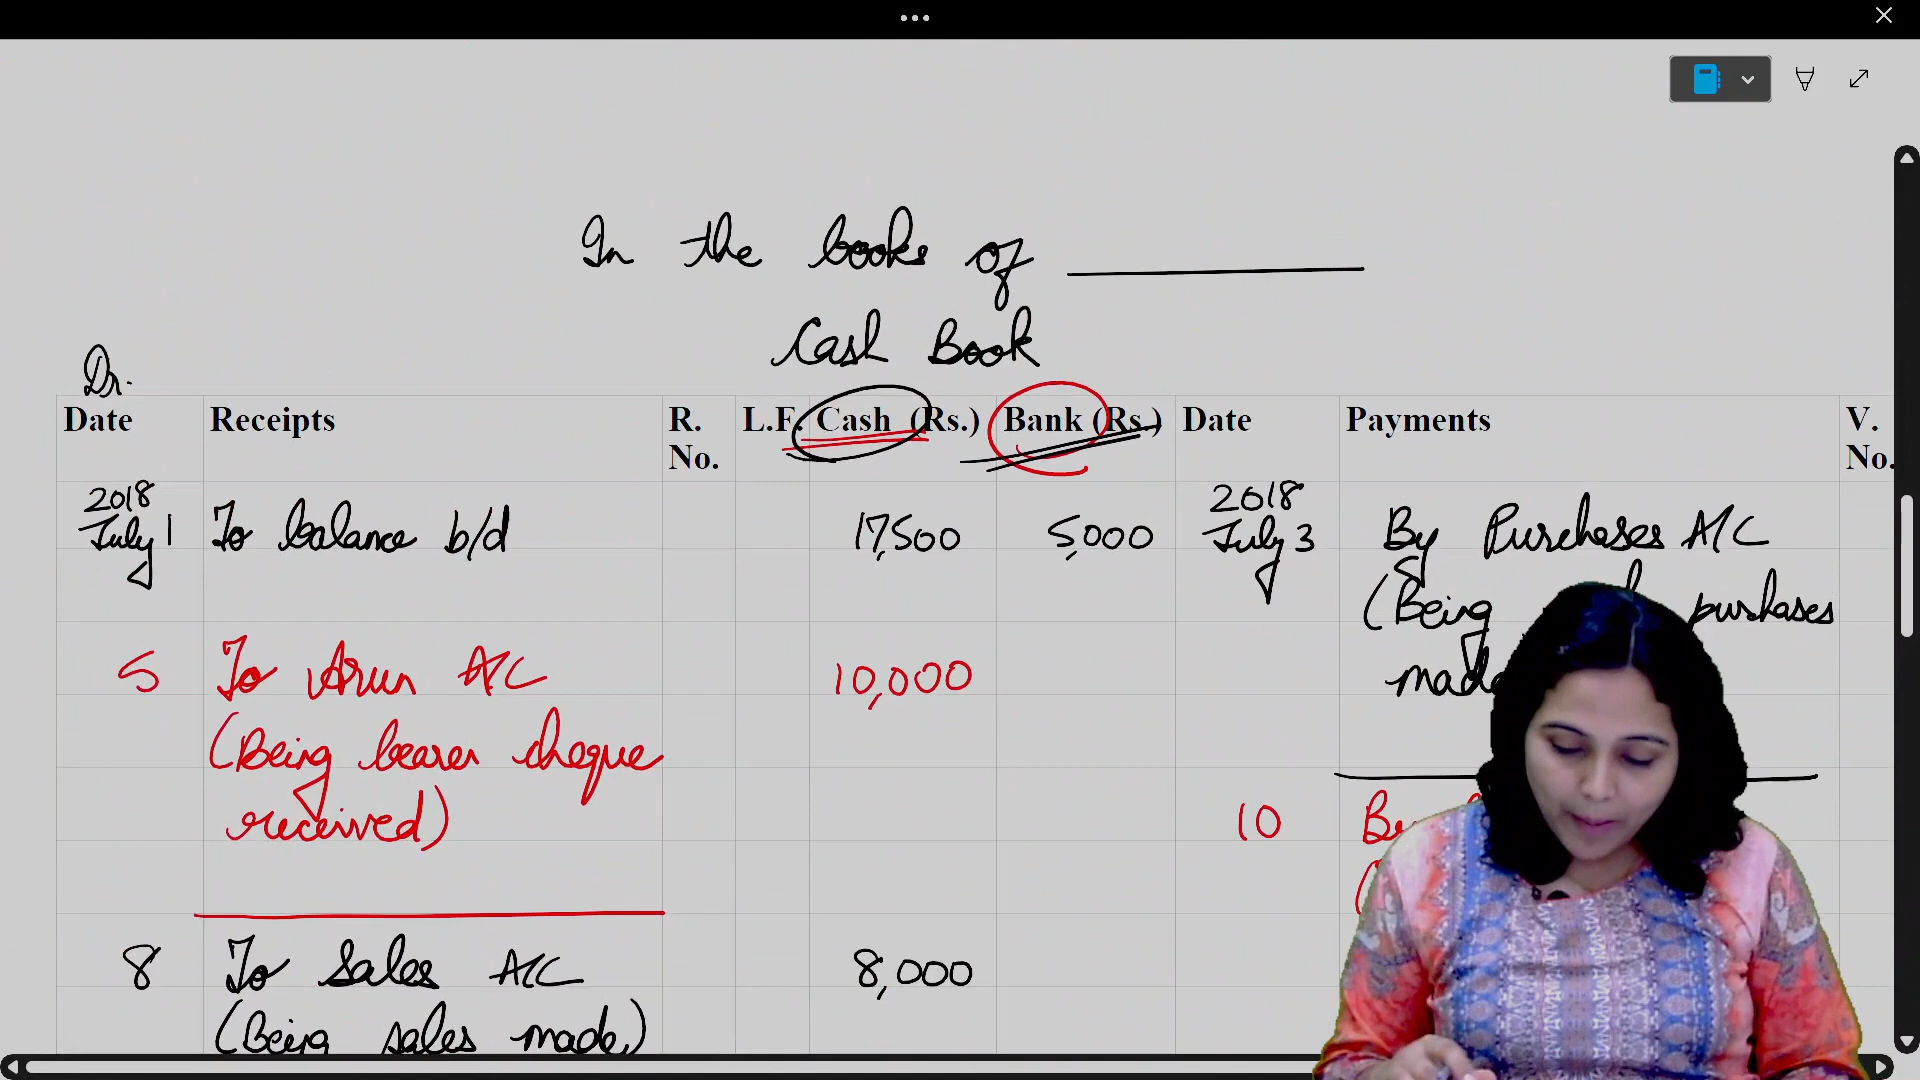 In the books of
Cash Book
Dr.
Date Receipts R. No. L.F. Cash (Rs.) Bank (Rs.) Date Payments V. No.
2018 2018
July 1 To balance b/d 17,500 5,000 July 3 By Purchases A/C
(Being purchases
made
5 To Arun A/C 10,000
(Being bearer cheque
received)
10 By
8 To Sales A/C 8,000
(Being sales made)